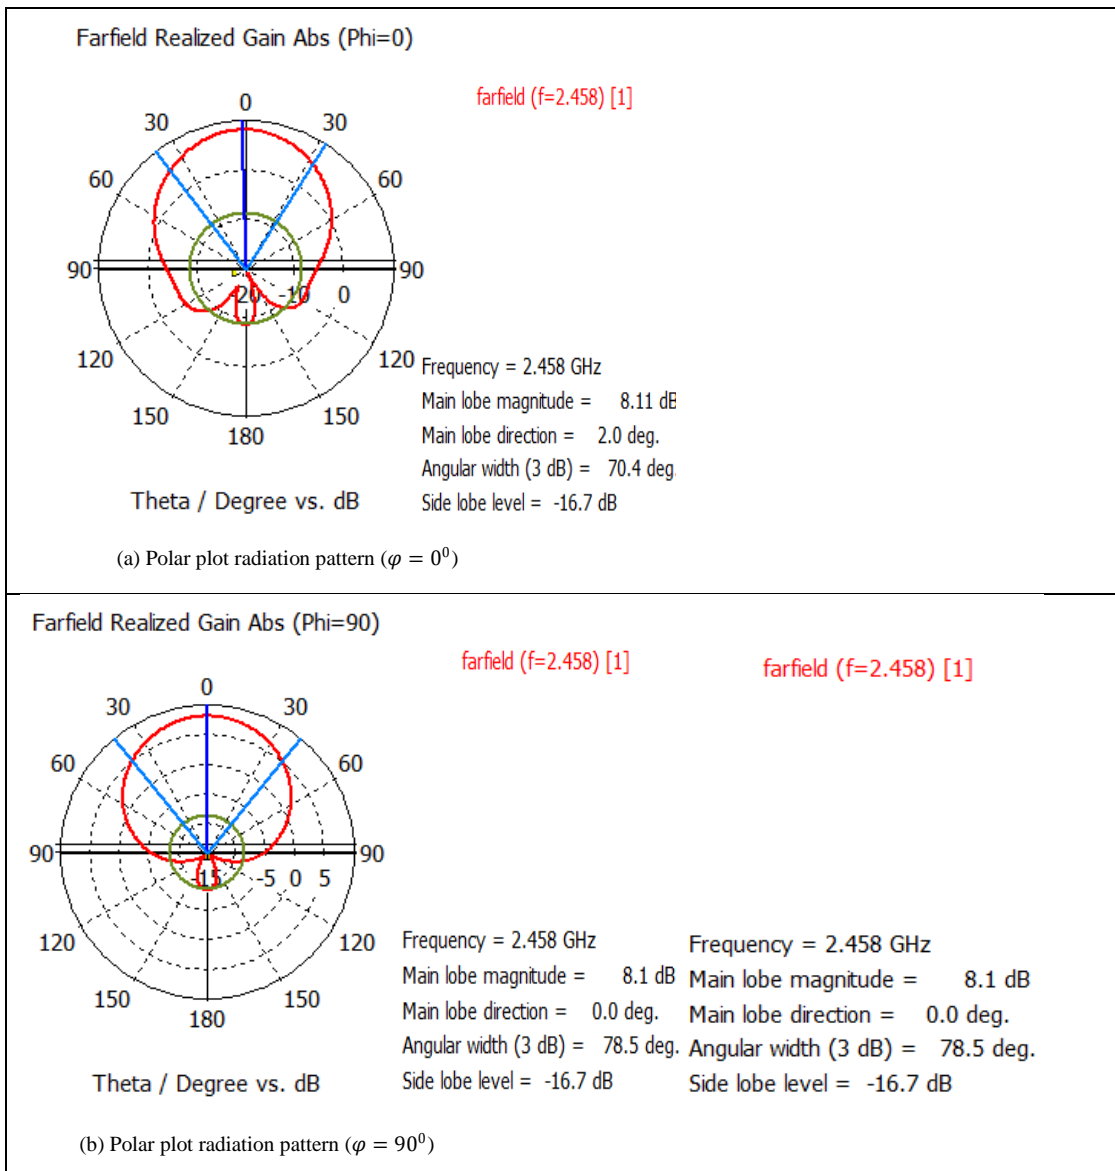 Farfield Realized Gain Abs (Phi=0)
farfield (f=2.458) [1]
0
30 30
60 60
90 90
-20 -10 0
120 120
150 150
180
Frequency = 2.458 GHz
Main lobe magnitude = 8.11 dB
Main lobe direction = 2.0 deg.
Angular width (3 dB) = 70.4 deg.
Side lobe level = -16.7 dB
Theta / Degree vs. dB
(a) Polar plot radiation pattern (𝜑 = 0⁰)
Farfield Realized Gain Abs (Phi=90)
farfield (f=2.458) [1]
farfield (f=2.458) [1]
0
30 30
60 60
90 90
-15 -5 0 5
120 120
150 150
180
Frequency = 2.458 GHz
Main lobe magnitude = 8.1 dB
Main lobe direction = 0.0 deg.
Angular width (3 dB) = 78.5 deg.
Side lobe level = -16.7 dB
Frequency = 2.458 GHz
Main lobe magnitude = 8.1 dB
Main lobe direction = 0.0 deg.
Angular width (3 dB) = 78.5 deg.
Side lobe level = -16.7 dB
Theta / Degree vs. dB
(b) Polar plot radiation pattern (𝜑 = 90⁰)